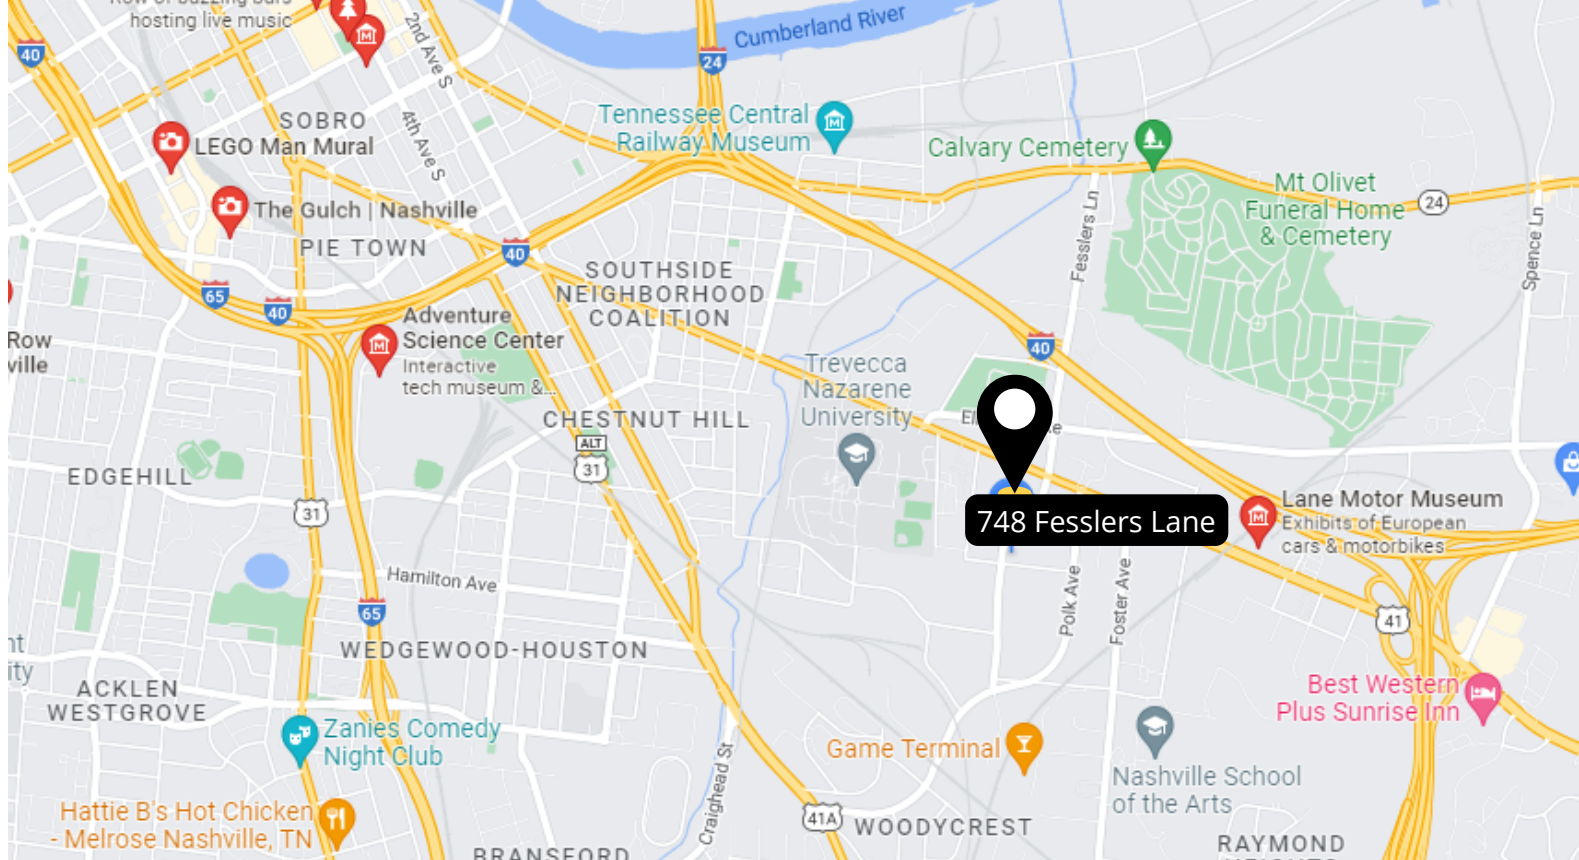 hosting live music
2nd Ave S
Cumberland River
40
24
SOBRO
LEGO Man Mural
4th Ave S
Tennessee Central
Railway Museum
Calvary Cemetery
Mt Olivet
Funeral Home
& Cemetery
24
The Gulch | Nashville
PIE TOWN
40
Fesslers Ln
Spence Ln
SOUTHSIDE
NEIGHBORHOOD
COALITION
65
40
Adventure
Science Center
Interactive
tech museum &...
Row
ville
40
Trevecca
Nazarene
University
CHESTNUT HILL
ALT
31
EDGEHILL
31
748 Fesslers Lane
Lane Motor Museum
Exhibits of European
cars & motorbikes
Hamilton Ave
65
Polk Ave
Foster Ave
41
WEDGEWOOD-HOUSTON
ACKLEN
WESTGROVE
Best Western
Plus Sunrise Inn
Zanies Comedy
Night Club
Game Terminal
Nashville School
of the Arts
Craighead St
Hattie B's Hot Chicken
- Melrose Nashville, TN
41A
WOODYCREST
RAYMOND
BRANSFORD